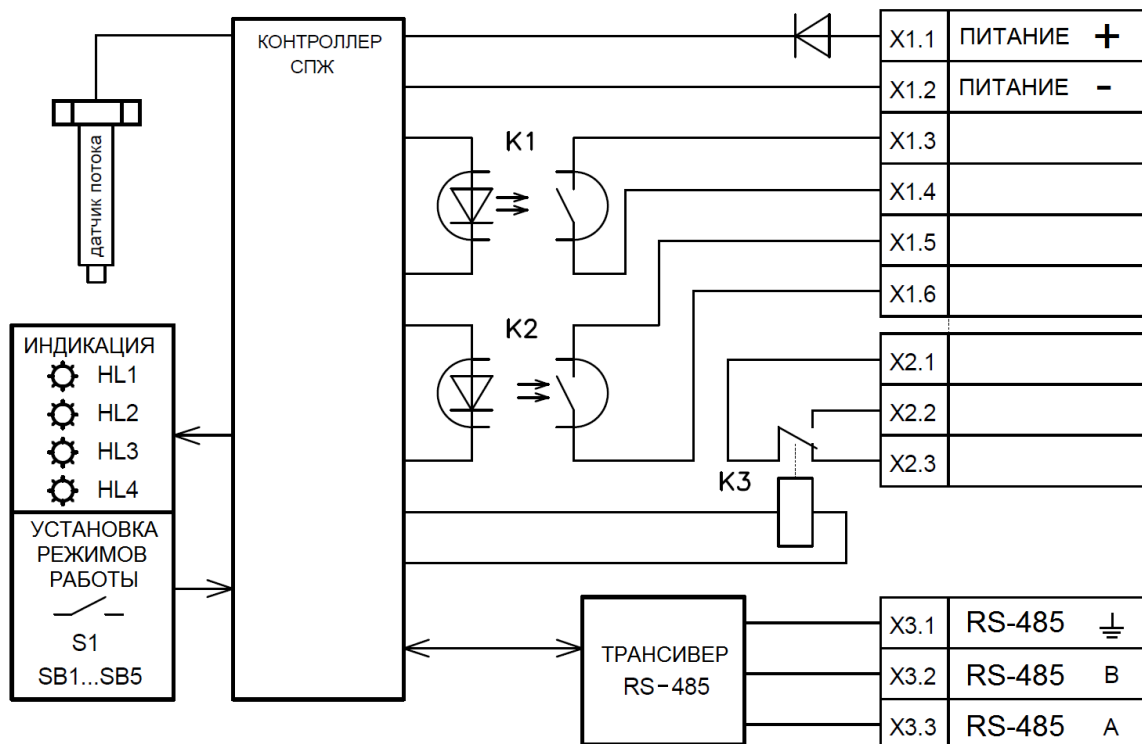 КОНТРОЛЛЕР
СПЖ
датчик потока
ИНДИКАЦИЯ
HL1
HL2
HL3
HL4
УСТАНОВКА
РЕЖИМОВ
РАБОТЫ
S1
SB1...SB5
K1
K2
K3
ТРАНСИВЕР
RS-485
X1.1 ПИТАНИЕ +
X1.2 ПИТАНИЕ -
X1.3
X1.4
X1.5
X1.6
X2.1
X2.2
X2.3
X3.1 RS-485
X3.2 RS-485 B
X3.3 RS-485 A